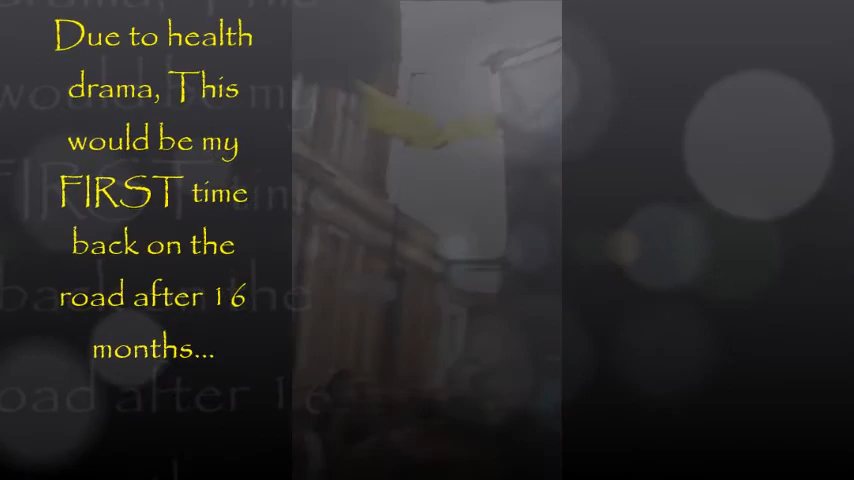 Due to health
drama, This
would be my
FIRST time
back on the
road after 16
months...